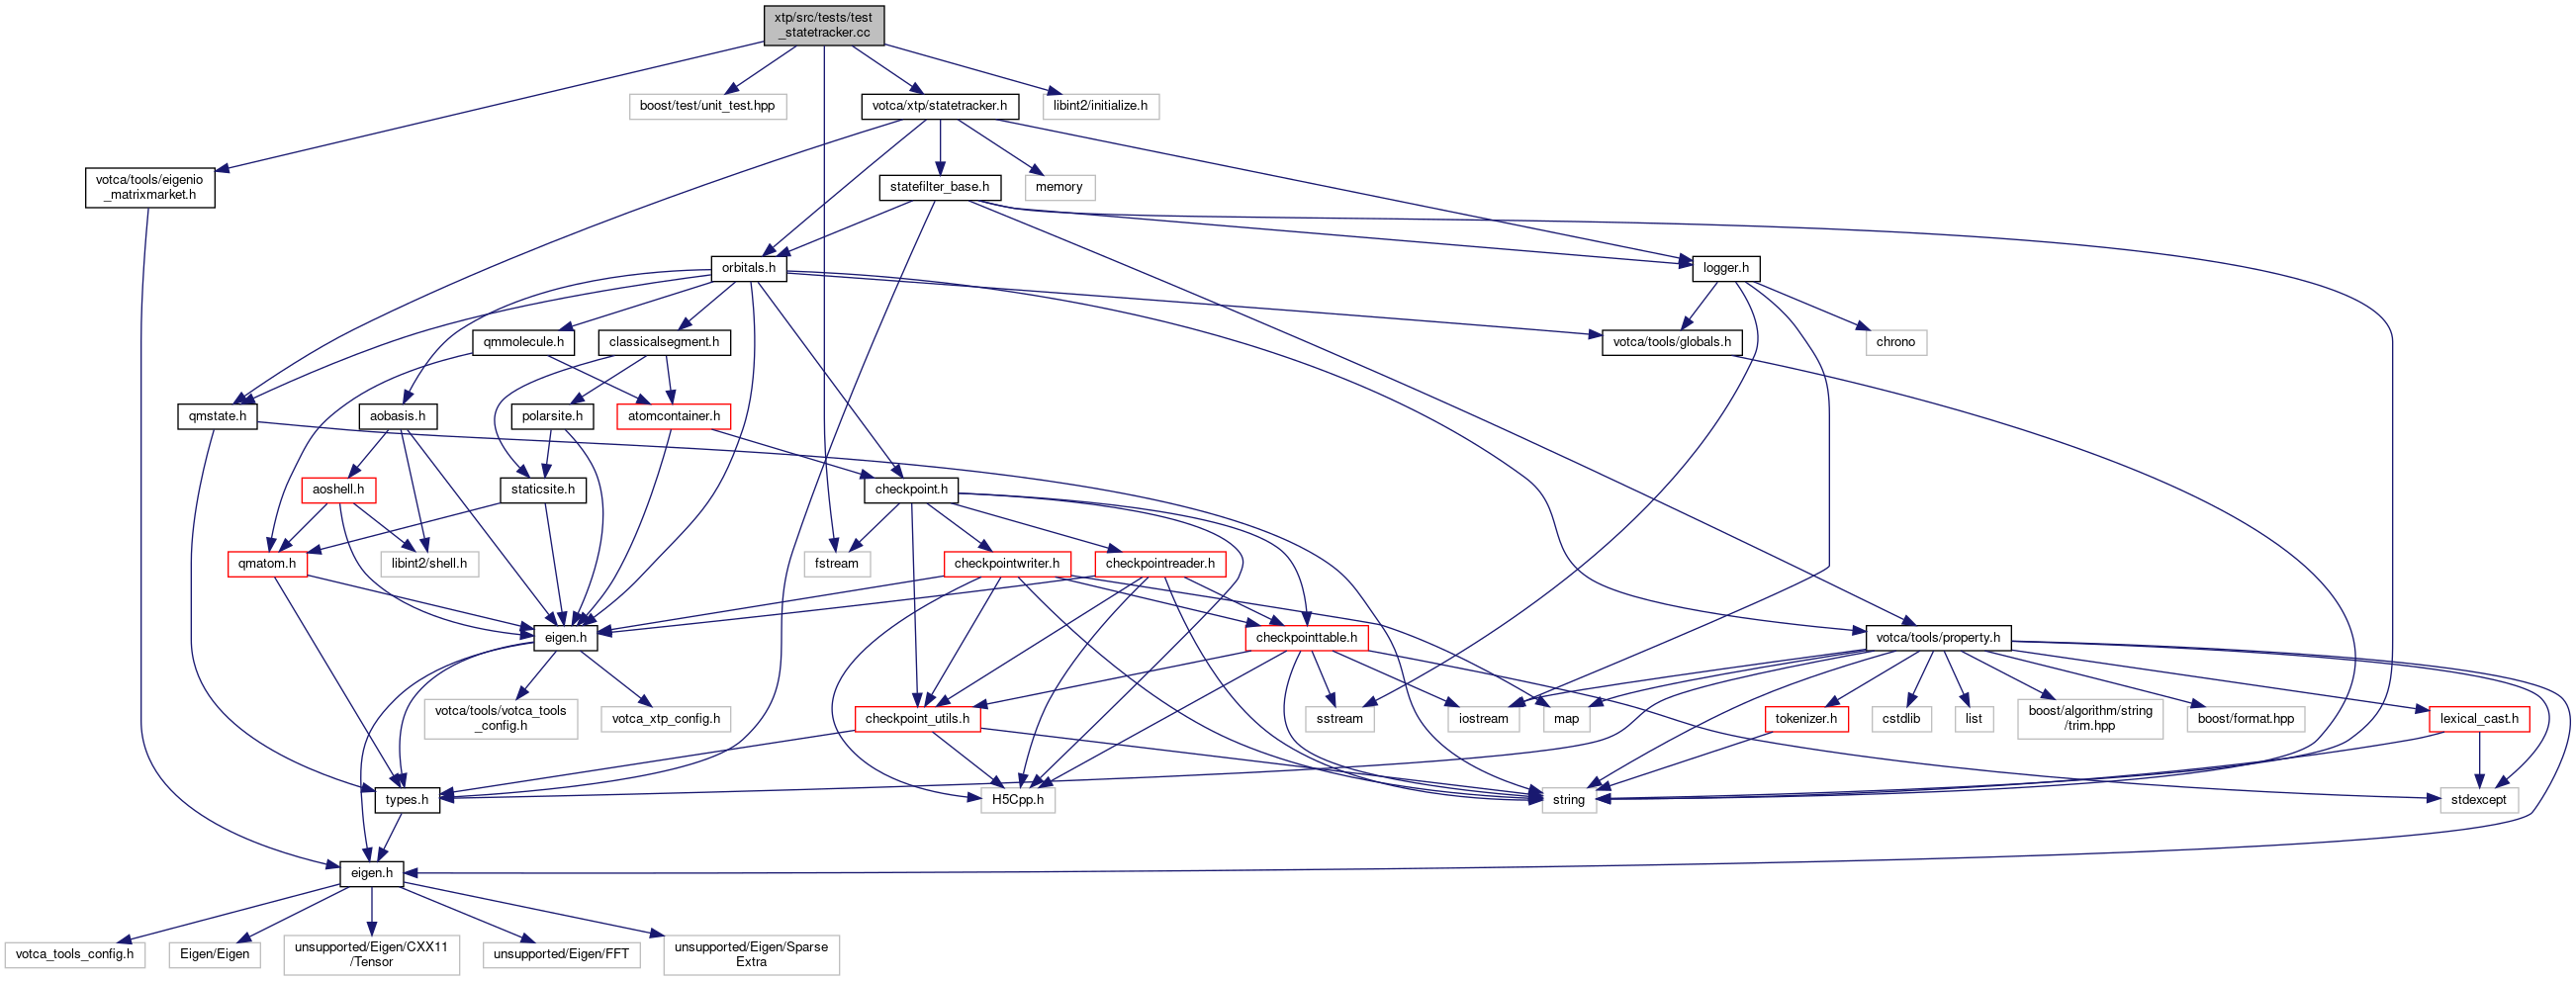 xtp/src/tests/test
_statetracker.cc
boost/test/unit_test.hpp
votca/xtp/statetracker.h
libint2/initialize.h
votca/tools/eigenio
_matrixmarket.h
statefilter_base.h
memory
orbitals.h
logger.h
qmmolecule.h
classicalsegment.h
votca/tools/globals.h
chrono
qmstate.h
aobasis.h
polarsite.h
atomcontainer.h
aoshell.h
staticsite.h
checkpoint.h
qmatom.h
libint2/shell.h
fstream
checkpointwriter.h
checkpointreader.h
eigen.h
checkpointtable.h
votca/tools/property.h
votca/tools/votca_tools
_config.h
votca_xtp_config.h
checkpoint_utils.h
sstream
iostream
map
tokenizer.h
cstdlib
list
boost/algorithm/string
/trim.hpp
boost/format.hpp
lexical_cast.h
types.h
H5Cpp.h
string
stdexcept
eigen.h
votca_tools_config.h
Eigen/Eigen
unsupported/Eigen/CXX11
/Tensor
unsupported/Eigen/FFT
unsupported/Eigen/Sparse
Extra